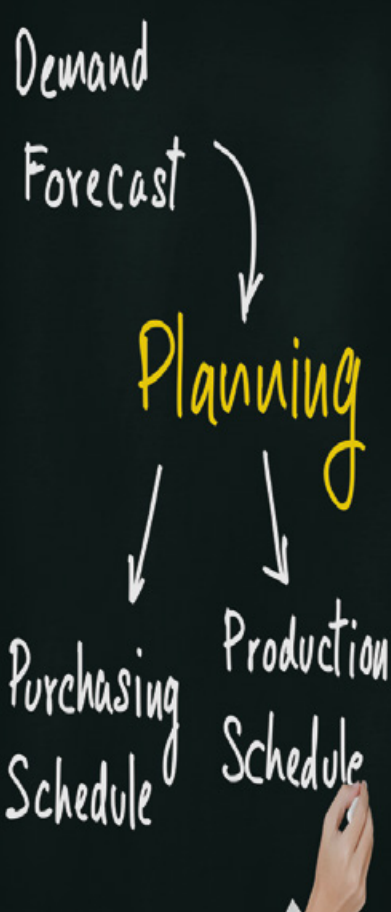 Demand
Forecast
Planning
Purchasing
Schedule
Production
Schedule